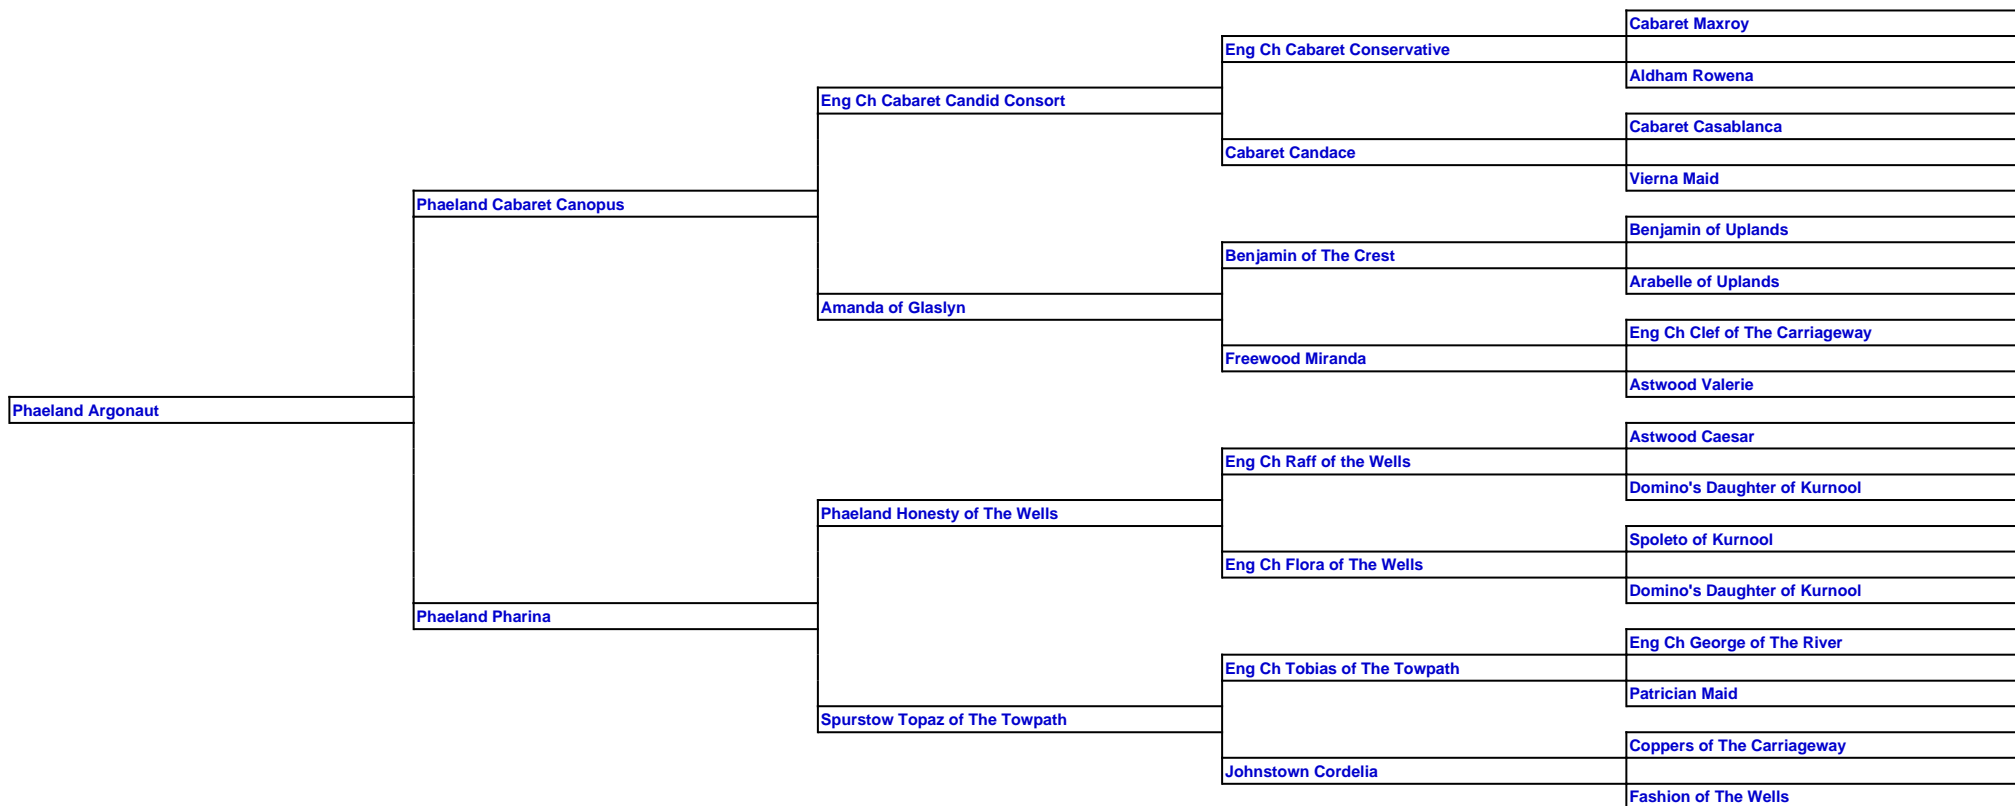 Cabaret Maxroy
Eng Ch Cabaret Conservative
Aldham Rowena
Eng Ch Cabaret Candid Consort
Cabaret Casablanca
Cabaret Candace
Vierna Maid
Phaeland Cabaret Canopus
Benjamin of Uplands
Benjamin of The Crest
Arabelle of Uplands
Amanda of Glaslyn
Eng Ch Clef of The Carriageway
Freewood Miranda
Astwood Valerie
Phaeland Argonaut
Astwood Caesar
Eng Ch Raff of the Wells
Domino's Daughter of Kurnool
Phaeland Honesty of The Wells
Spoleto of Kurnool
Eng Ch Flora of The Wells
Domino's Daughter of Kurnool
Phaeland Pharina
Eng Ch George of The River
Eng Ch Tobias of The Towpath
Patrician Maid
Spurstow Topaz of The Towpath
Coppers of The Carriageway
Johnstown Cordelia
Fashion of The Wells